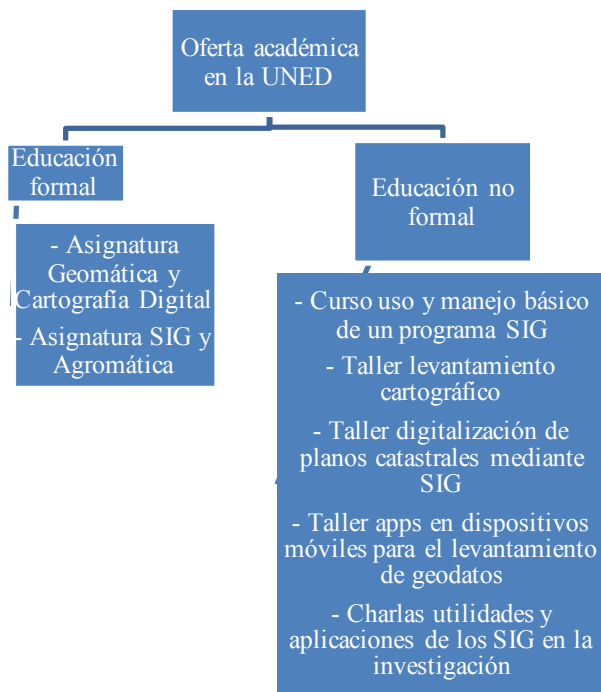 Oferta académica
en la UNED
Educación
formal
- Asignatura
Geomática y
Cartografía Digital
- Asignatura SIG y
Agromática
Educación no
formal
- Curso uso y manejo básico
de un programa SIG
- Taller levantamiento
cartográfico
- Taller digitalización de
planos catastrales mediante
SIG
- Taller apps en dispositivos
móviles para el levantamiento
de geodatos
- Charlas utilidades y
aplicaciones de los SIG en la
investigación